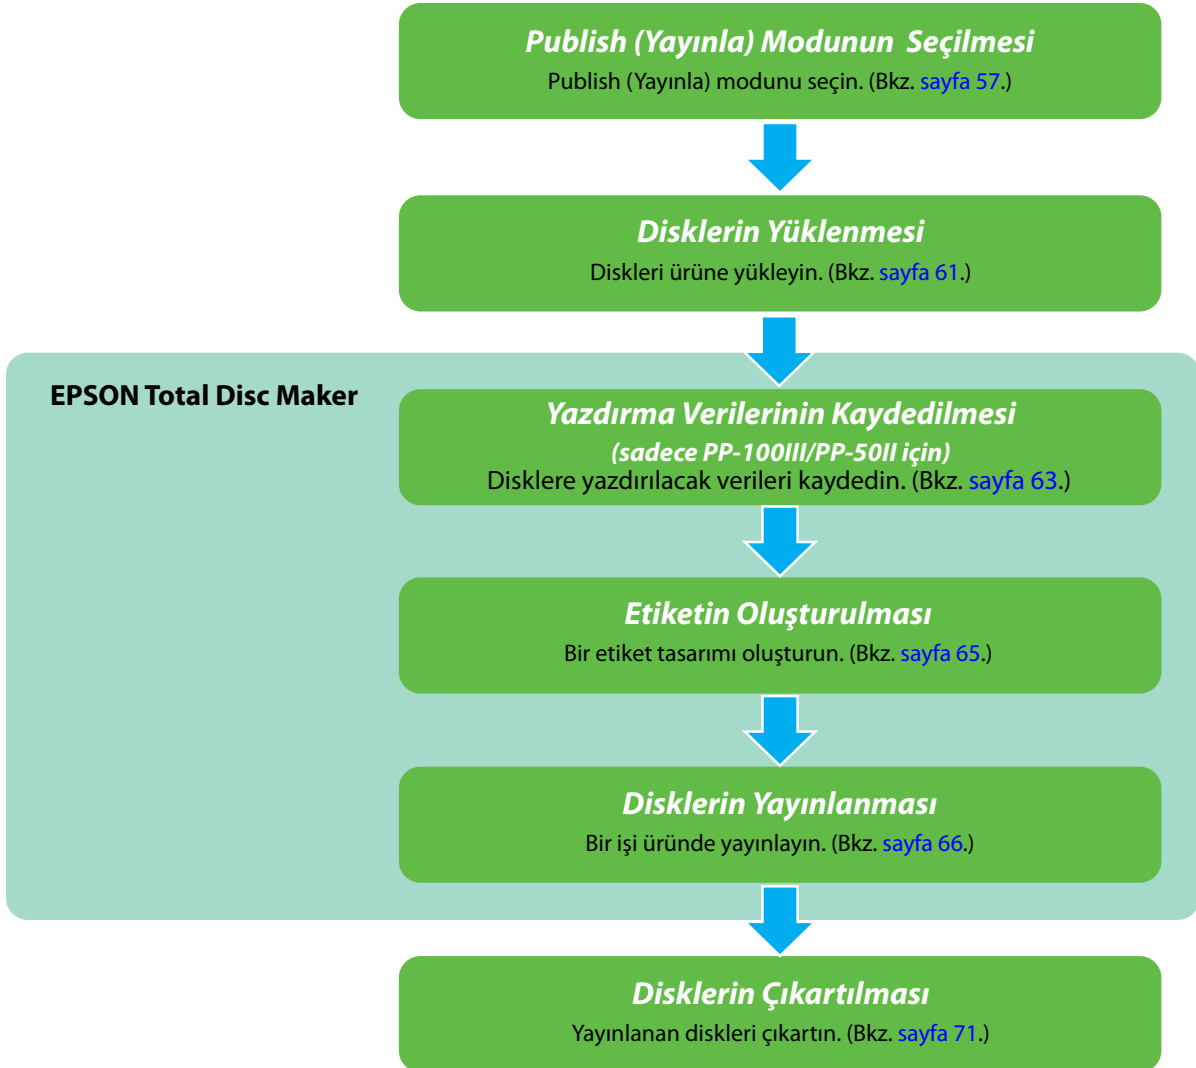 Publish (Yayınla) Modunun Seçilmesi
Publish (Yayınla) modunu seçin. (Bkz. sayfa 57.)
Disklerin Yüklenmesi
Diskleri ürüne yükleyin. (Bkz. sayfa 61.)
EPSON Total Disc Maker
Yazdırma Verilerinin Kaydedilmesi
(sadece PP-100III/PP-50II için)
Disklere yazdırılacak verileri kaydedin. (Bkz. sayfa 63.)
Etiketin Oluşturulması
Bir etiket tasarımı oluşturun. (Bkz. sayfa 65.)
Disklerin Yayınlanması
Bir işi üründe yayınlayın. (Bkz. sayfa 66.)
Disklerin Çıkartılması
Yayınlanan diskleri çıkartın. (Bkz. sayfa 71.)